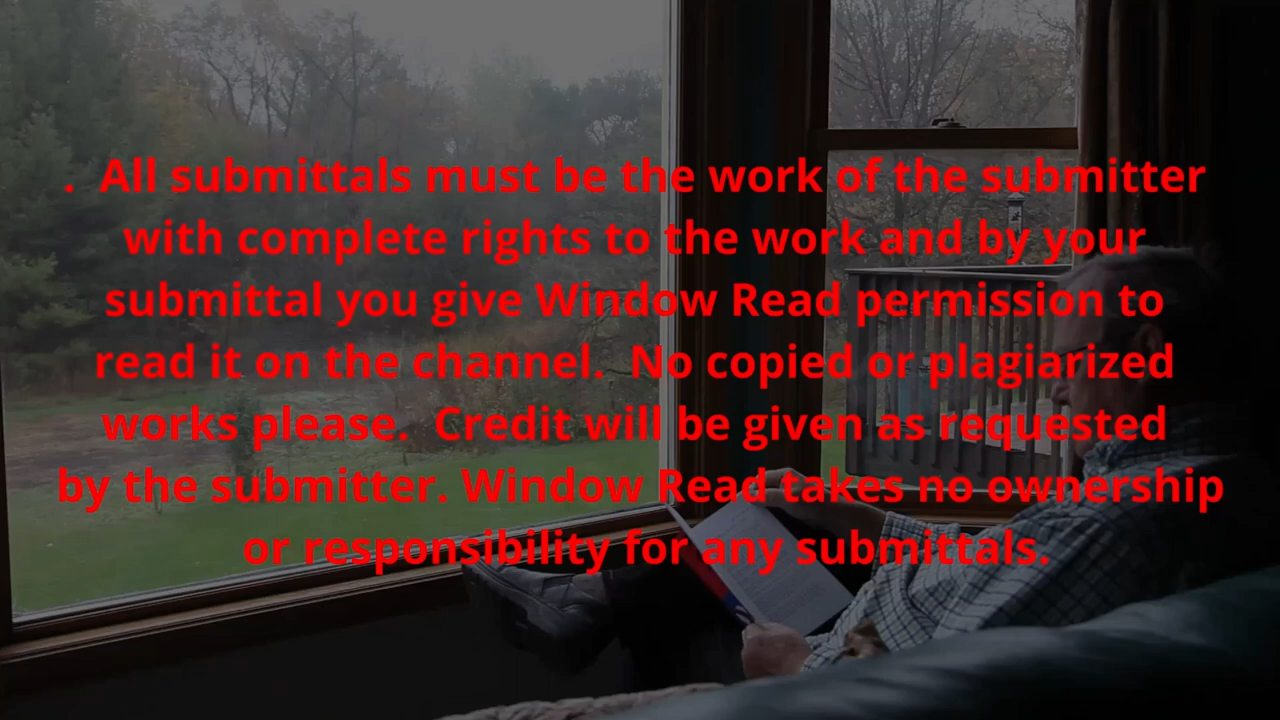 .  All submittals must be the work of the submitter
with complete rights to the work and by your
submittal you give Window Read permission to
read it on the channel.  No copied or plagiarized
works please.  Credit will be given as requested
by the submitter. Window Read takes no ownership
or responsibility for any submittals.